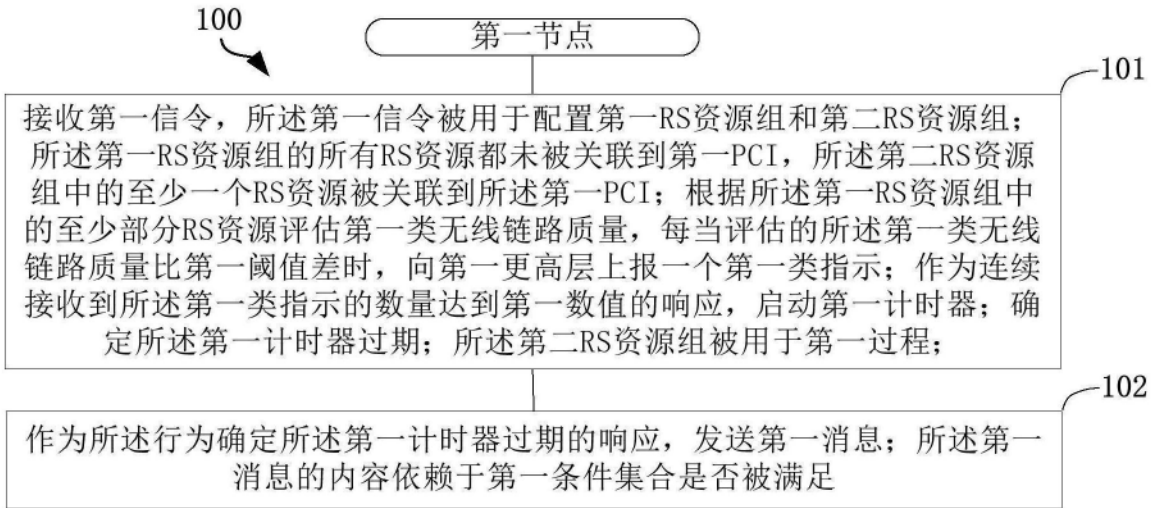 100
第一节点
101
接收第一信令，所述第一信令被用于配置第一RS资源组和第二RS资源组；
所述第一RS资源组的所有RS资源都未被关联到第一PCI，所述第二RS资源
组中的至少一个RS资源被关联到所述第一PCI；根据所述第一RS资源组中
的至少部分RS资源评估第一类无线链路质量，每当评估的所述第一类无线
链路质量比第一阈值差时，向第一更高层上报一个第一类指示；作为连续
接收到所述第一类指示的数量达到第一数值的响应，启动第一计时器；确
定所述第一计时器过期；所述第二RS资源组被用于第一过程；
102
作为所述行为确定所述第一计时器过期的响应，发送第一消息；所述第一
消息的内容依赖于第一条件集合是否被满足